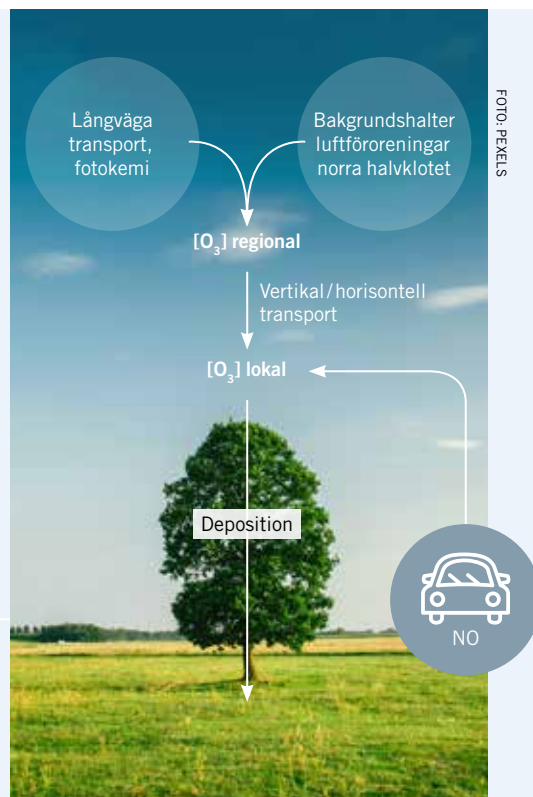 Långväga
transport,
fotokemi
Bakgrundshalter
luftföroreningar
norra halvklotet
FOTO: PEXELS
[O₃] regional
Vertikal/horisontell
transport
[O₃] lokal
Deposition
NO